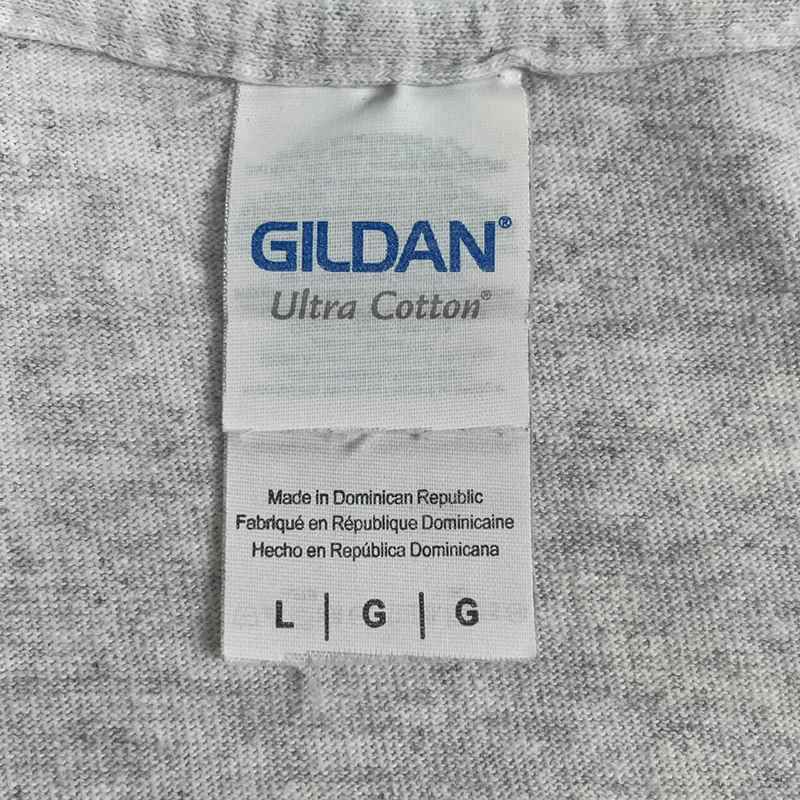 GILDAN®
Ultra Cotton®
Made in Dominican Republic
Fabriqué en République Dominicaine
Hecho en República Dominicana
L | G | G